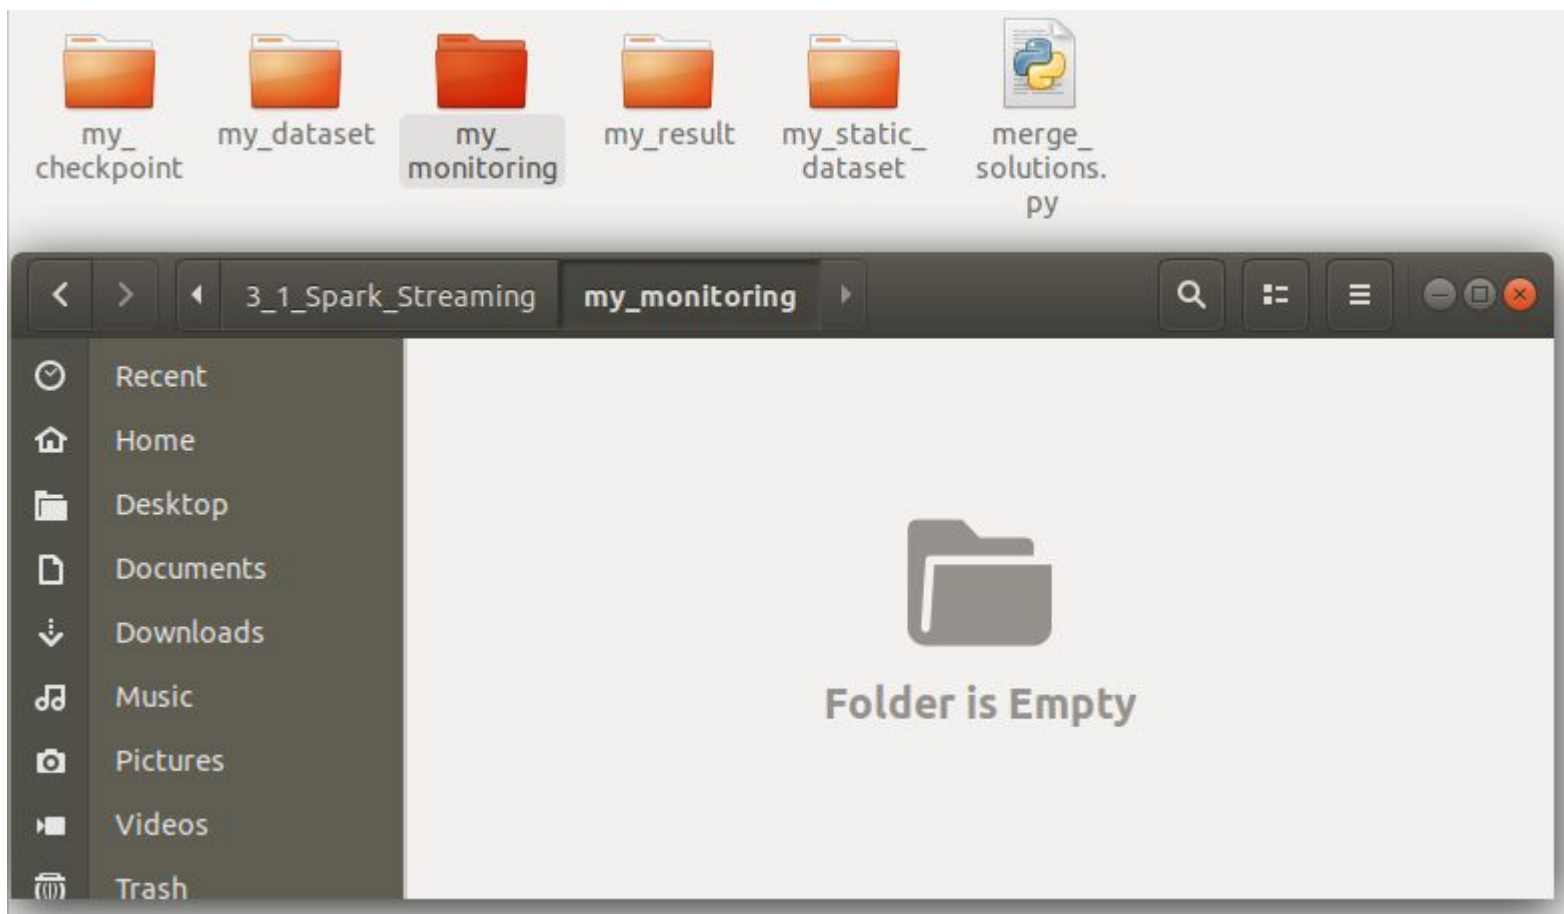 my_
checkpoint
my_dataset
my_
monitoring
my_result
my_static_
dataset
merge_
solutions.
py
3_1_Spark_Streaming
my_monitoring
Recent
Home
Desktop
Documents
Downloads
Music
Pictures
Videos
Trash
Folder is Empty